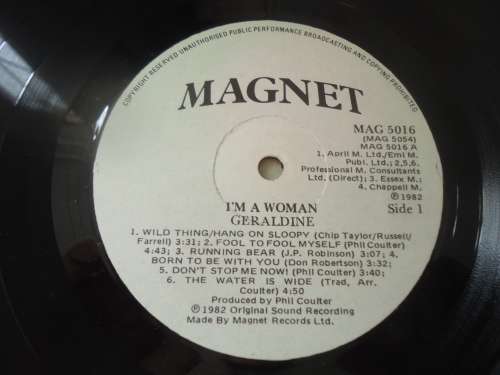 COPYRIGHT RESERVED·UNAUTHORISED PUBLIC PERFORMANCE BROADCASTING AND COPYING PROHIBITED
MAGNET
MAG 5016
(MAG 5054)
MAG 5016 A
1. April M. Ltd./Emi M.
Publ. Ltd.; 2,5,6.
Professional M. Consultants
Ltd. (Direct); 3. Essex M.;
4. Chappell M.
℗1982
Side 1
I'M A WOMAN
GERALDINE
1. WILD THING/HANG ON SLOOPY (Chip Taylor/Russell/
Farrell) 3:31; 2. FOOL TO FOOL MYSELF (Phil Coulter)
4:43; 3. RUNNING BEAR (J.P. Robinson) 3:07; 4.
BORN TO BE WITH YOU (Don Robertson) 3:32;
5. DON'T STOP ME NOW! (Phil Coulter) 3:40;
6. THE WATER IS WIDE (Trad, Arr.
Coulter) 4:50
Produced by Phil Coulter
℗1982 Original Sound Recording
Made By Magnet Records Ltd.